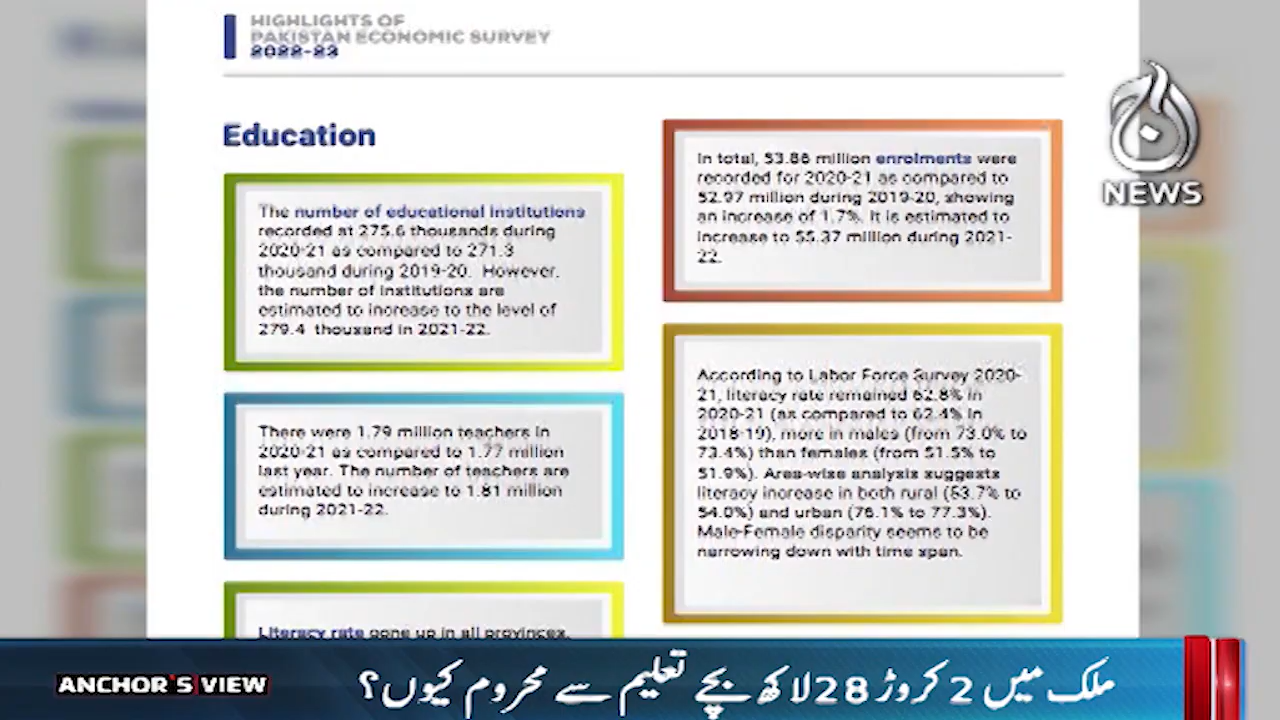 HIGHLIGHTS OF
PAKISTAN ECONOMIC SURVEY
2022-23
Education
The number of educational institutions
recorded at 275.6 thousands during
2020-21 as compared to 271.3
thousand during 2019-20. However,
the number of institutions are
estimated to increase to the level of
279.4 thousand in 2021-22.
There were 1.79 million teachers in
2020-21 as compared to 1.77 million
last year. The number of teachers are
estimated to increase to 1.81 million
during 2021-22.
Literacy rate gone up in all provinces,
In total, 53.86 million enrolments were
recorded for 2020-21 as compared to
52.97 million during 2019-20, showing
an increase of 1.7%. It is estimated to
increase to 55.37 million during 2021-
22.
According to Labor Force Survey 2020-
21, literacy rate remained 62.8% in
2020-21 (as compared to 62.4% in
2018-19), more in males (from 73.0% to
73.4%) than females (from 51.5% to
51.9%). Area-wise analysis suggests
literacy increase in both rural (53.7% to
54.0%) and urban (76.1% to 77.3%).
Male-Female disparity seems to be
narrowing down with time span.
NEWS
ANCHOR'S VIEW
ملک میں 2 کروڑ 28 لاکھ بچے تعلیم سے محروم کیوں؟